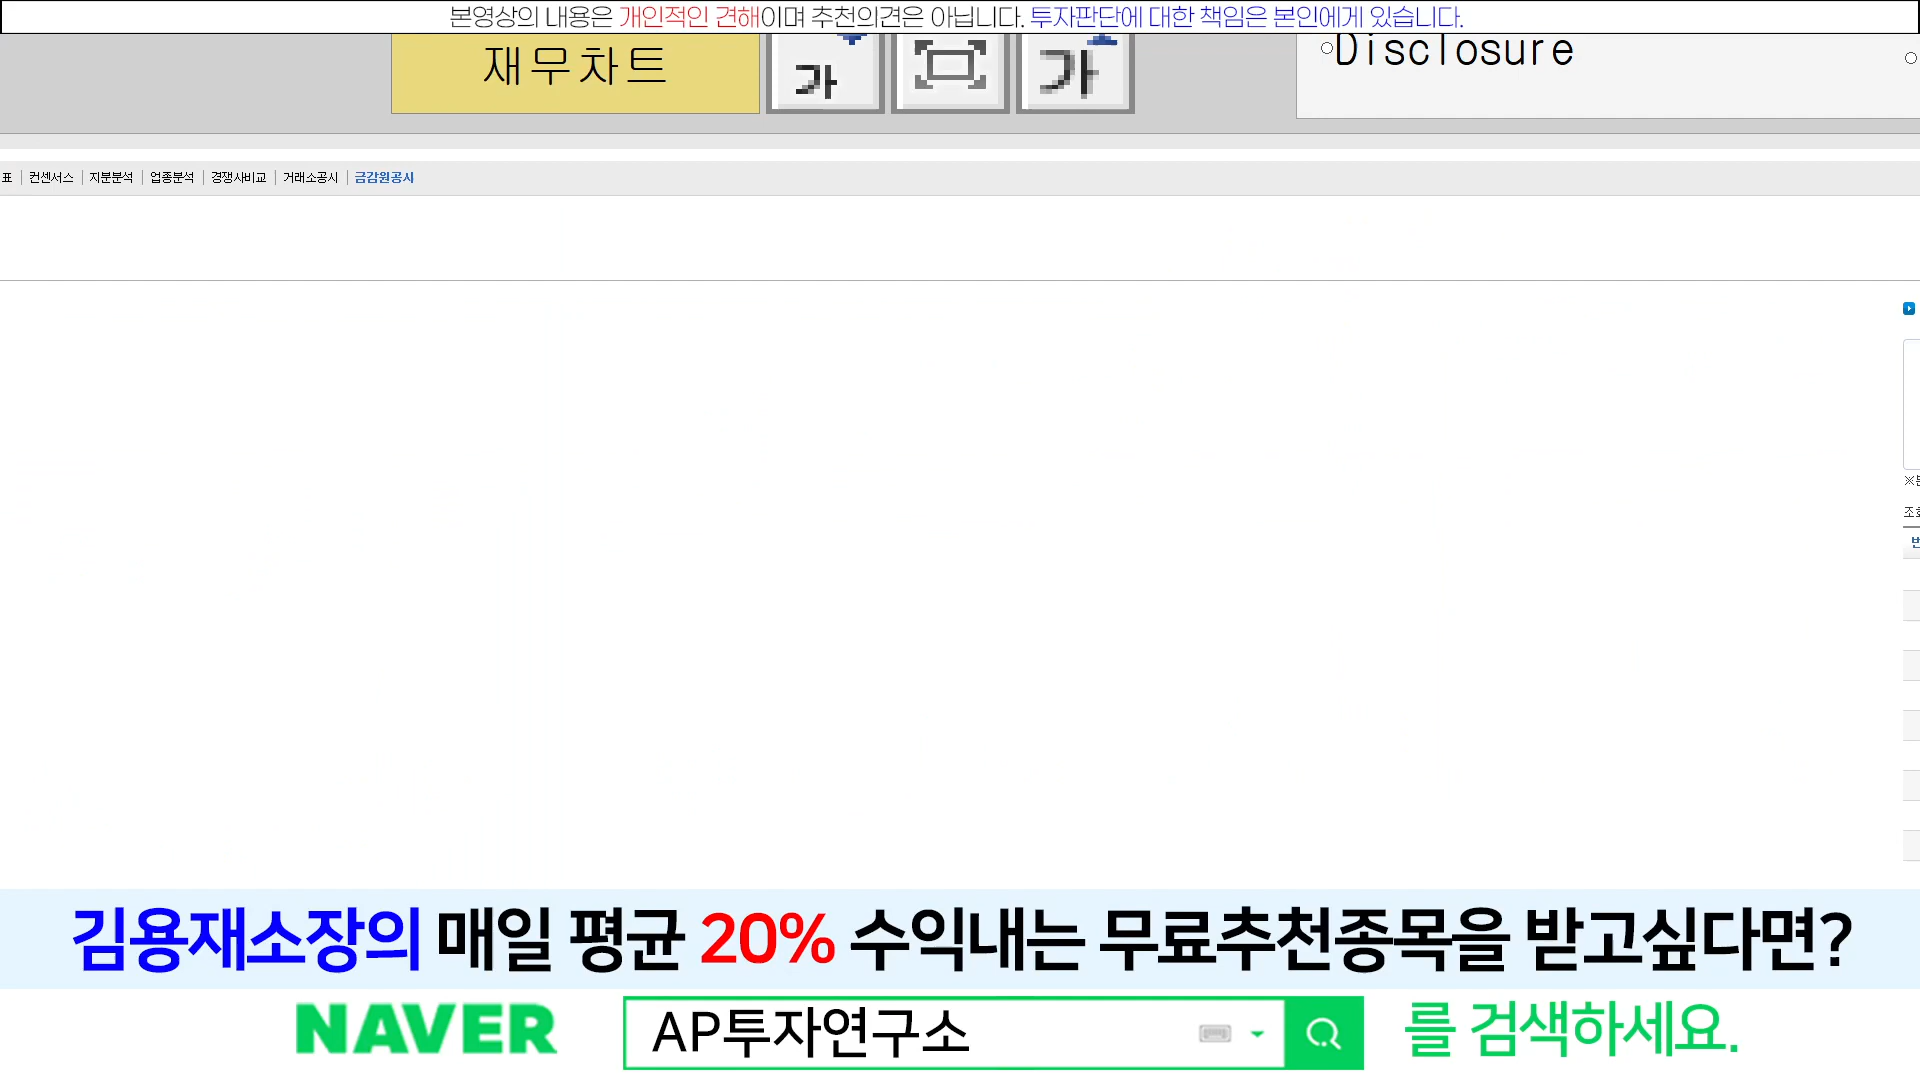 본영상의 내용은 개인적인 견해이며 추천의견은 아닙니다. 투자판단에 대한 책임은 본인에게 있습니다.
재무차트 가 가 Disclosure
표 | 컨센서스 | 지분분석 | 업종분석 | 경쟁사비교 | 거래소공시 | 금감원공시
김용재소장의 매일 평균 20% 수익내는 무료추천종목을 받고싶다면?
NAVER AP투자연구소 를 검색하세요.